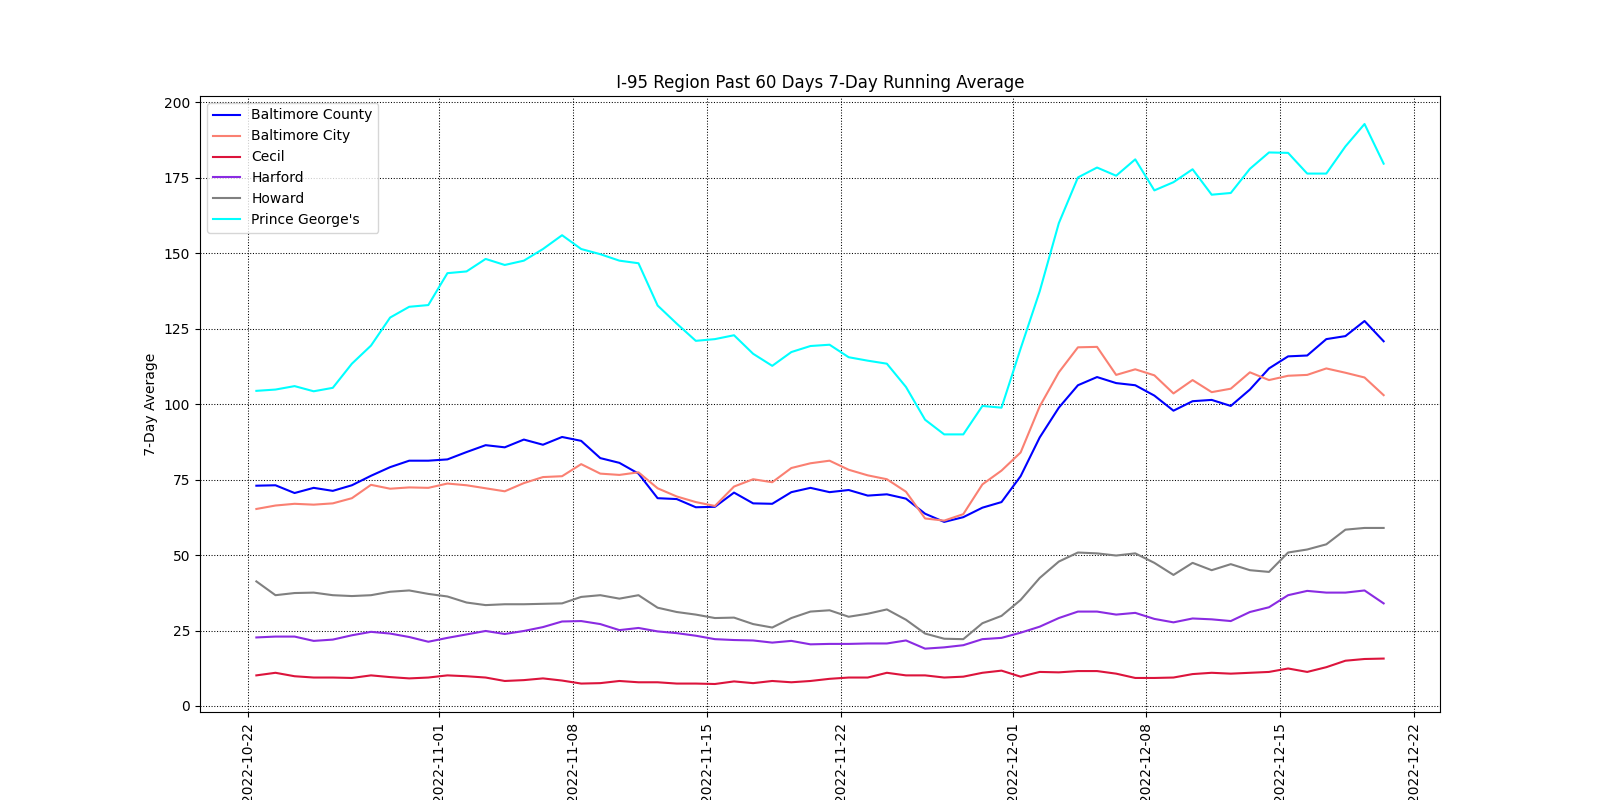 I-95 Region Past 60 Days 7-Day Running Average
Baltimore County
Baltimore City
Cecil
Harford
Howard
Prince George's
7-Day Average
200
175
150
125
100
75
50
25
0
2022-10-22
2022-11-01
2022-11-08
2022-11-15
2022-11-22
2022-12-01
2022-12-08
2022-12-15
2022-12-22